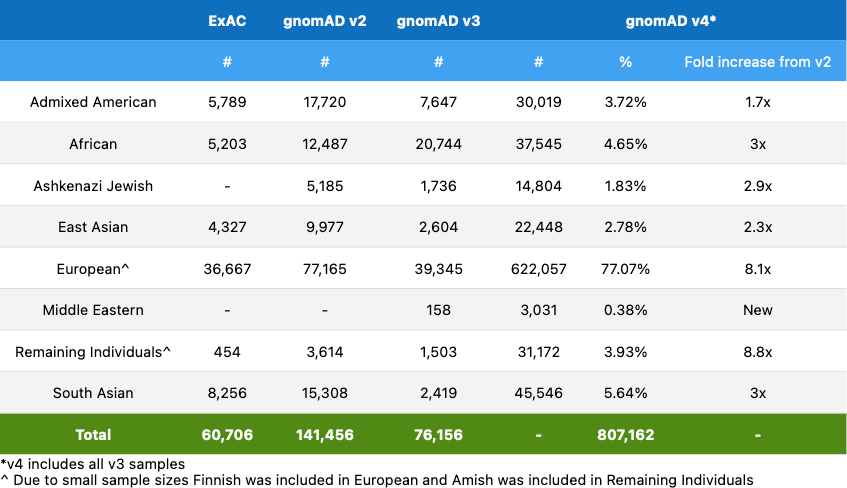 ExAC gnomAD v2 gnomAD v3 gnomAD v4*
# # # # % Fold increase from v2
Admixed American 5,789 17,720 7,647 30,019 3.72% 1.7x
African 5,203 12,487 20,744 37,545 4.65% 3x
Ashkenazi Jewish - 5,185 1,736 14,804 1.83% 2.9x
East Asian 4,327 9,977 2,604 22,448 2.78% 2.3x
European^ 36,667 77,165 39,345 622,057 77.07% 8.1x
Middle Eastern - - 158 3,031 0.38% New
Remaining Individuals^ 454 3,614 1,503 31,172 3.93% 8.8x
South Asian 8,256 15,308 2,419 45,546 5.64% 3x
Total 60,706 141,456 76,156 - 807,162 -
*v4 includes all v3 samples
^ Due to small sample sizes Finnish was included in European and Amish was included in Remaining Individuals